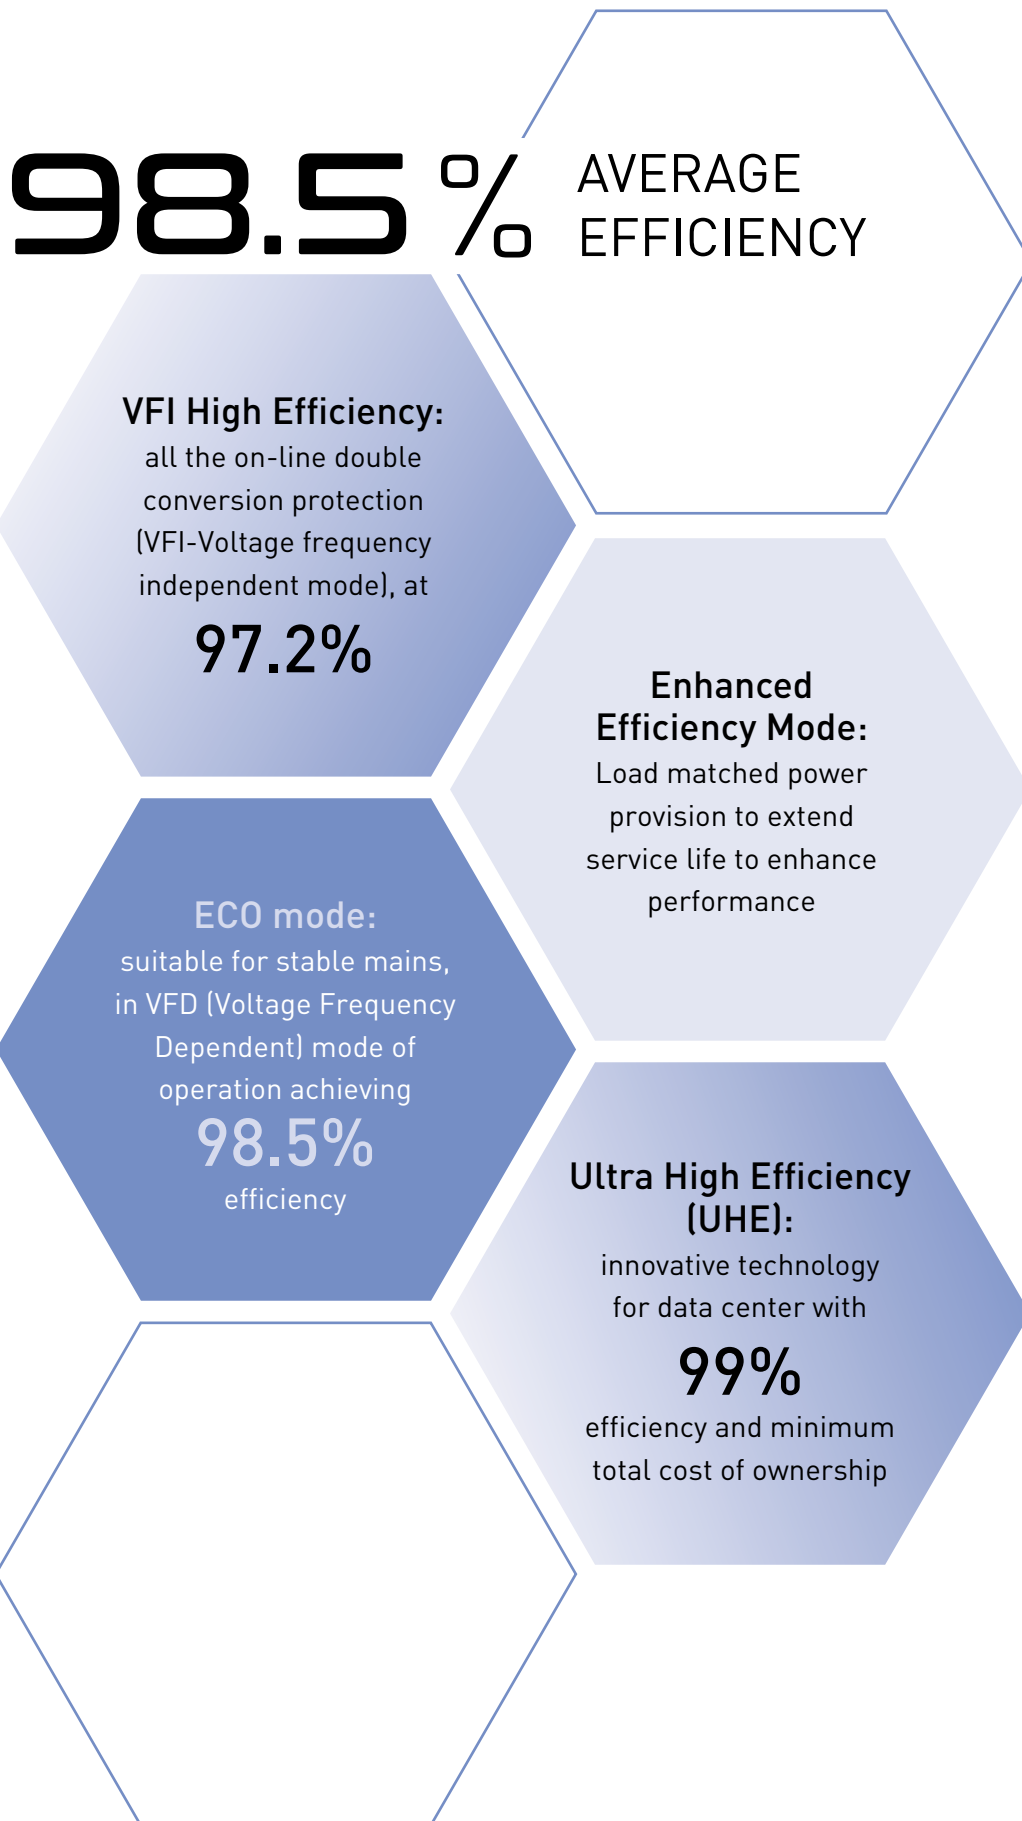 98.5% AVERAGE
EFFICIENCY
VFI High Efficiency:
all the on-line double
conversion protection
(VFI-Voltage frequency
independent mode), at
97.2%
Enhanced
Efficiency Mode:
Load matched power
provision to extend
service life to enhance
performance
ECO mode:
suitable for stable mains,
in VFD (Voltage Frequency
Dependent) mode of
operation achieving
98.5%
efficiency
Ultra High Efficiency
(UHE):
innovative technology
for data center with
99%
efficiency and minimum
total cost of ownership